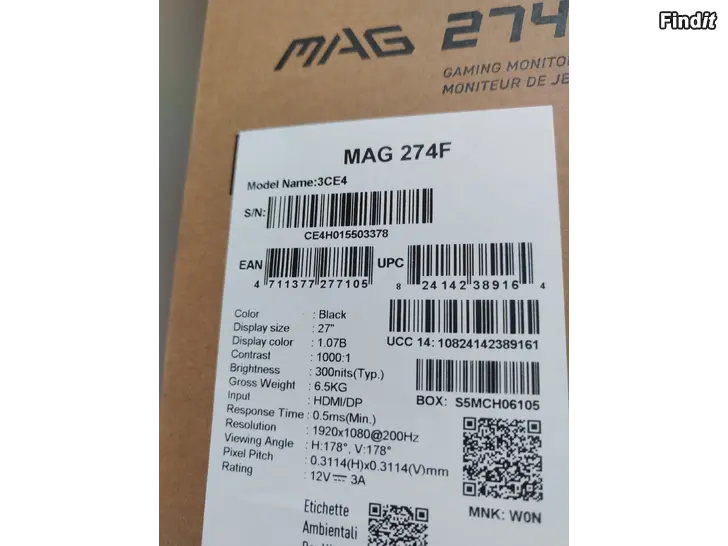 Findit
MAG 274
GAMING MONITO
MONITEUR DE JE
MAG 274F
Model Name:3CE4
S/N:
CE4H015503378
EAN
4 711377 277105
UPC
8 24142 38916 4
UCC 14: 10824142389161
BOX: S5MCH06105
Color : Black
Display size : 27"
Display color : 1.07B
Contrast : 1000:1
Brightness : 300nits(Typ.)
Gross Weight : 6.5KG
Input : HDMI/DP
Response Time : 0.5ms(Min.)
Resolution : 1920x1080@200Hz
Viewing Angle : H:178°, V:178°
Pixel Pitch : 0.3114(H)x0.3114(V)mm
Rating : 12V⎓ 3A
MNK: W0N
Etichette
Ambientali